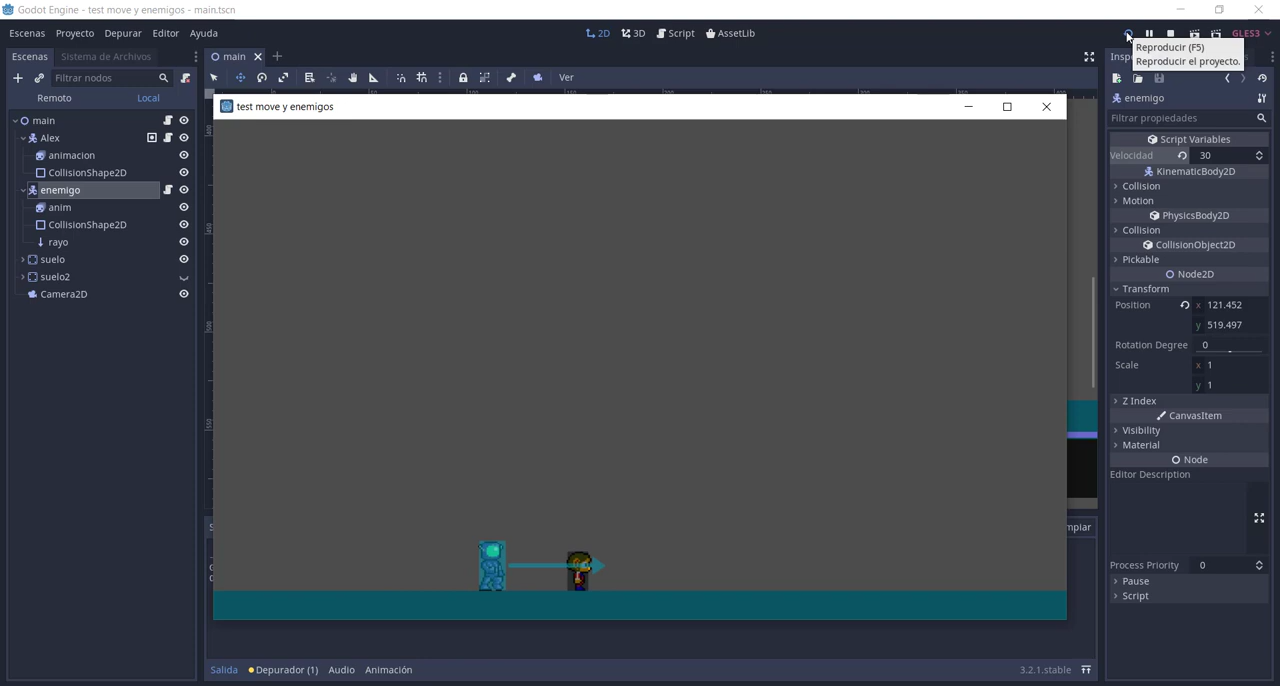 Godot Engine - test move y enemigos - main.tscn
Escenas Proyecto Depurar Editor Ayuda
2D 3D Script AssetLib
GLES3
Reproducir (F5)
Reproducir el proyecto.
Escenas Sistema de Archivos
main
Filtrar nodos
Ver
Remoto Local
main
Alex
animacion
CollisionShape2D
enemigo
anim
CollisionShape2D
rayo
suelo
suelo2
Camera2D
test move y enemigos
Salida Depurador (1) Audio Animación
3.2.1.stable
enemigo
Filtrar propiedades
Script Variables
Velocidad 30
KinematicBody2D
Collision
Motion
PhysicsBody2D
Collision
CollisionObject2D
Pickable
Node2D
Transform
Position x 121.452
y 519.497
Rotation Degree 0
Scale x 1
y 1
Z Index
CanvasItem
Visibility
Material
Node
Editor Description
Process Priority 0
Pause
Script